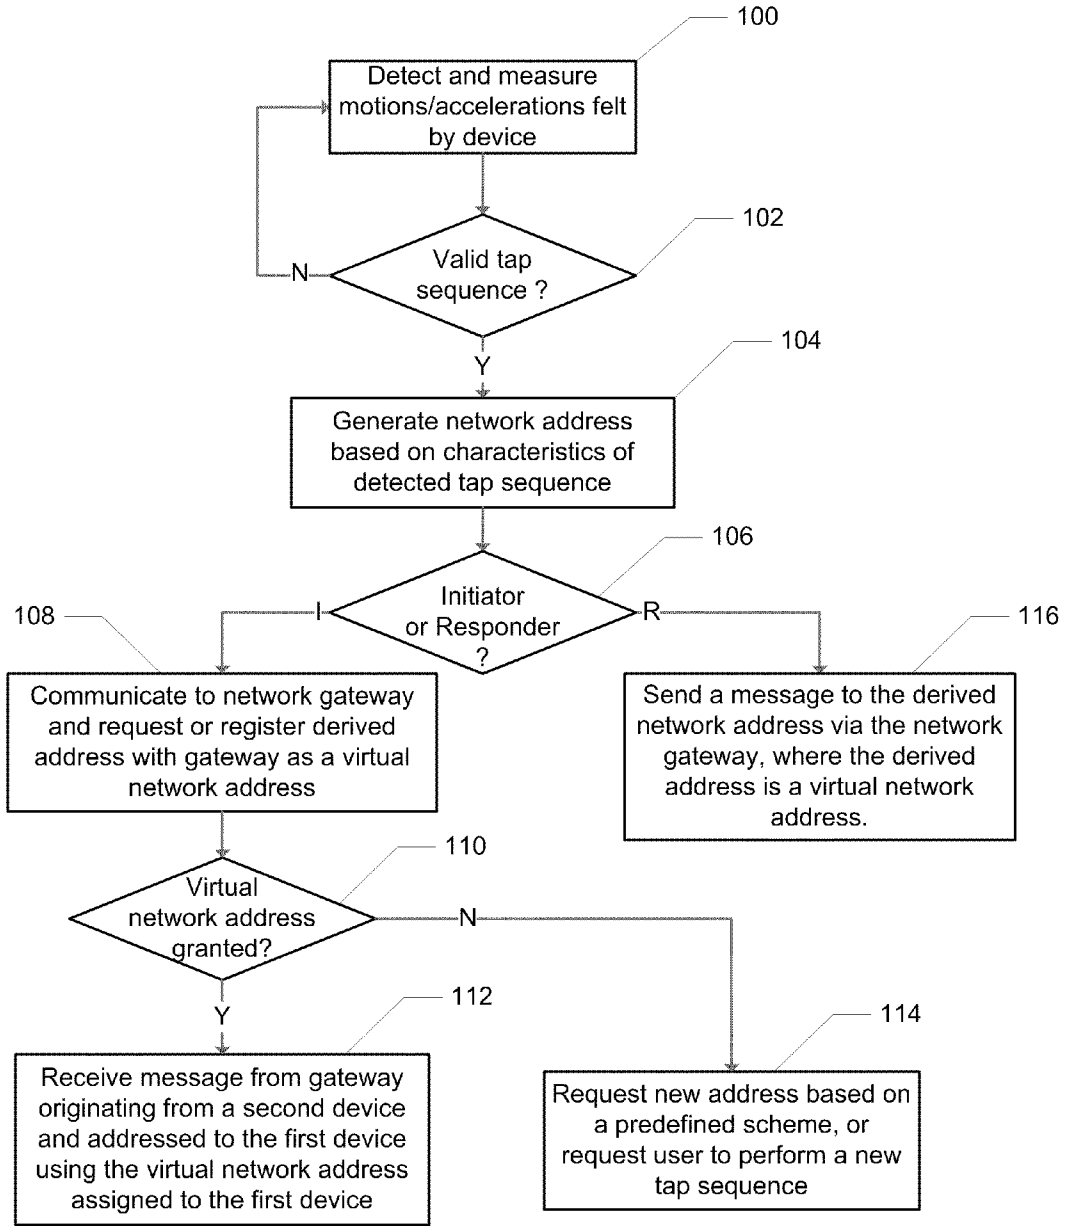 100
Detect and measure
motions/accelerations felt
by device
102
Valid tap
sequence ?
N
Y
104
Generate network address
based on characteristics of
detected tap sequence
106
Initiator
or Responder
?
I
R
108
Communicate to network gateway
and request or register derived
address with gateway as a virtual
network address
116
Send a message to the derived
network address via the network
gateway, where the derived
address is a virtual network
address.
110
Virtual
network address
granted?
N
Y
112
Receive message from gateway
originating from a second device
and addressed to the first device
using the virtual network address
assigned to the first device
114
Request new address based on
a predefined scheme, or
request user to perform a new
tap sequence